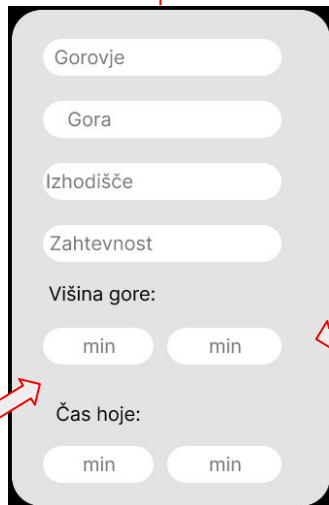 Gorovje
Gora
Izhodišče
Zahtevnost
Višina gore:
min min
Čas hoje:
min min